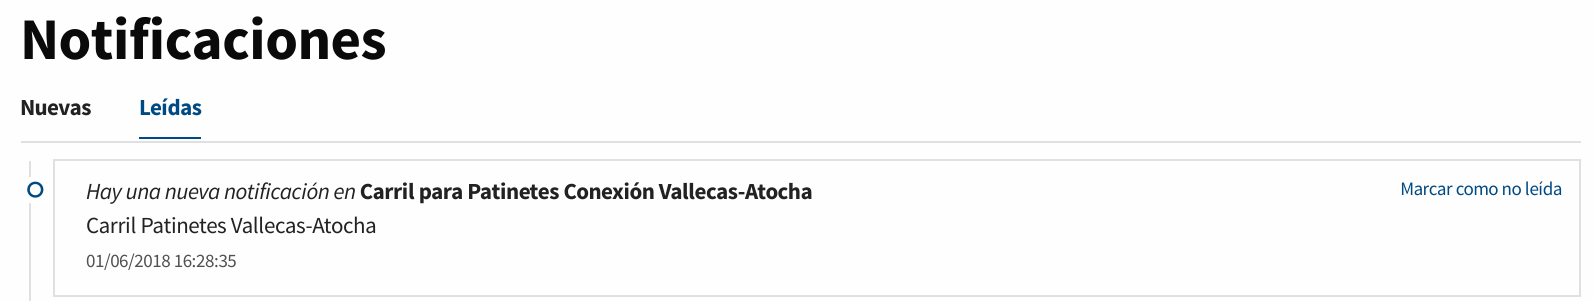 Notificaciones
Nuevas Leídas
Hay una nueva notificación en Carril para Patinetes Conexión Vallecas-Atocha
Marcar como no leída
Carril Patinetes Vallecas-Atocha
01/06/2018 16:28:35